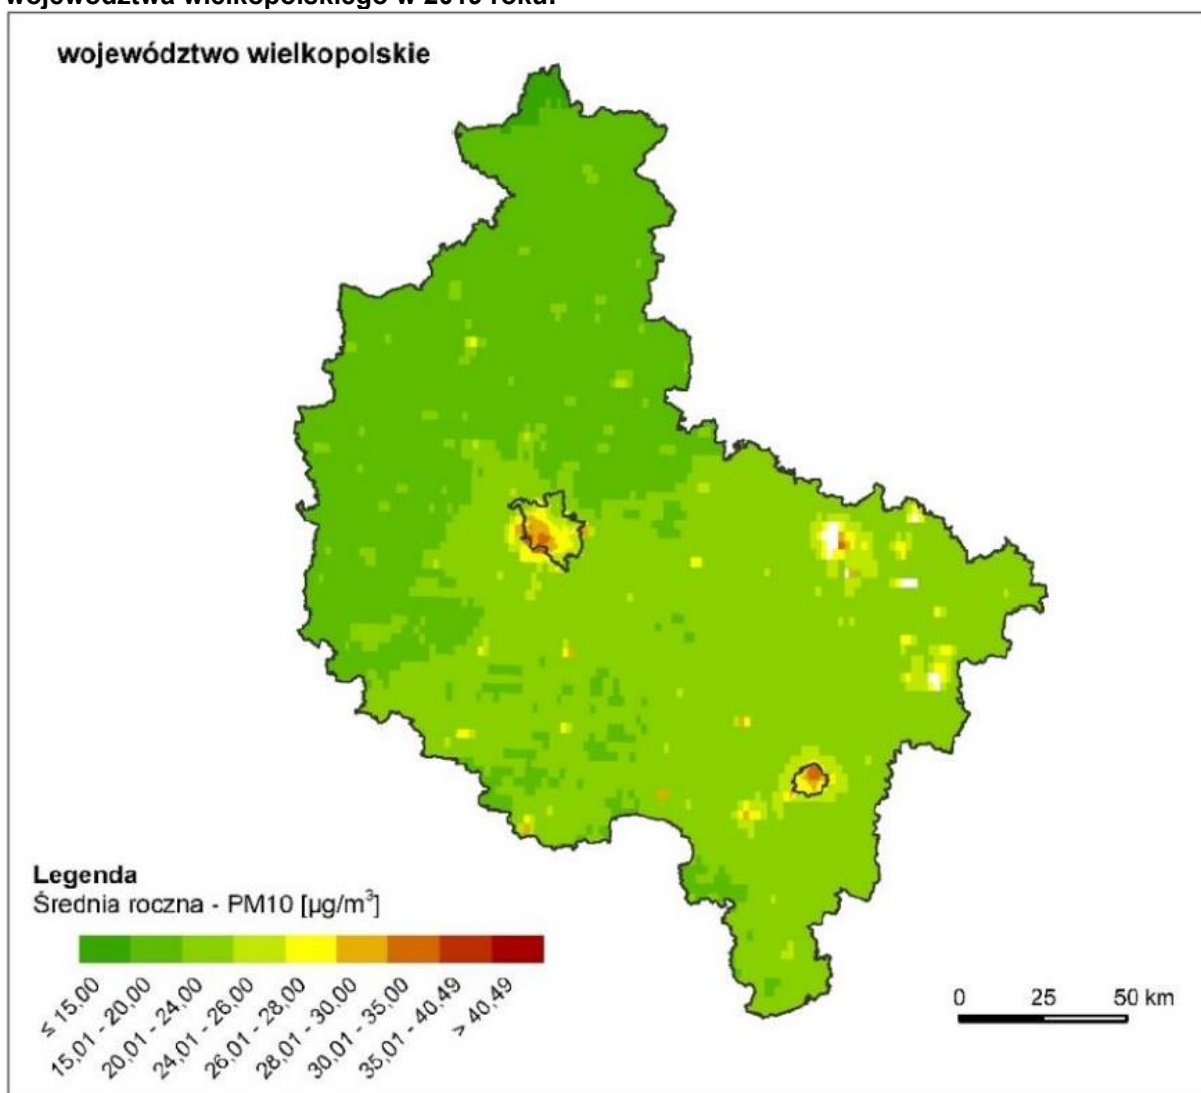 województwo wielkopolskie
Legenda
Średnia roczna - PM10 [µg/m³]
≤ 15,00
15,01 - 20,00
20,01 - 24,00
24,01 - 26,00
26,01 - 28,00
28,01 - 30,00
30,01 - 35,00
35,01 - 40,49
> 40,49
0 25 50 km